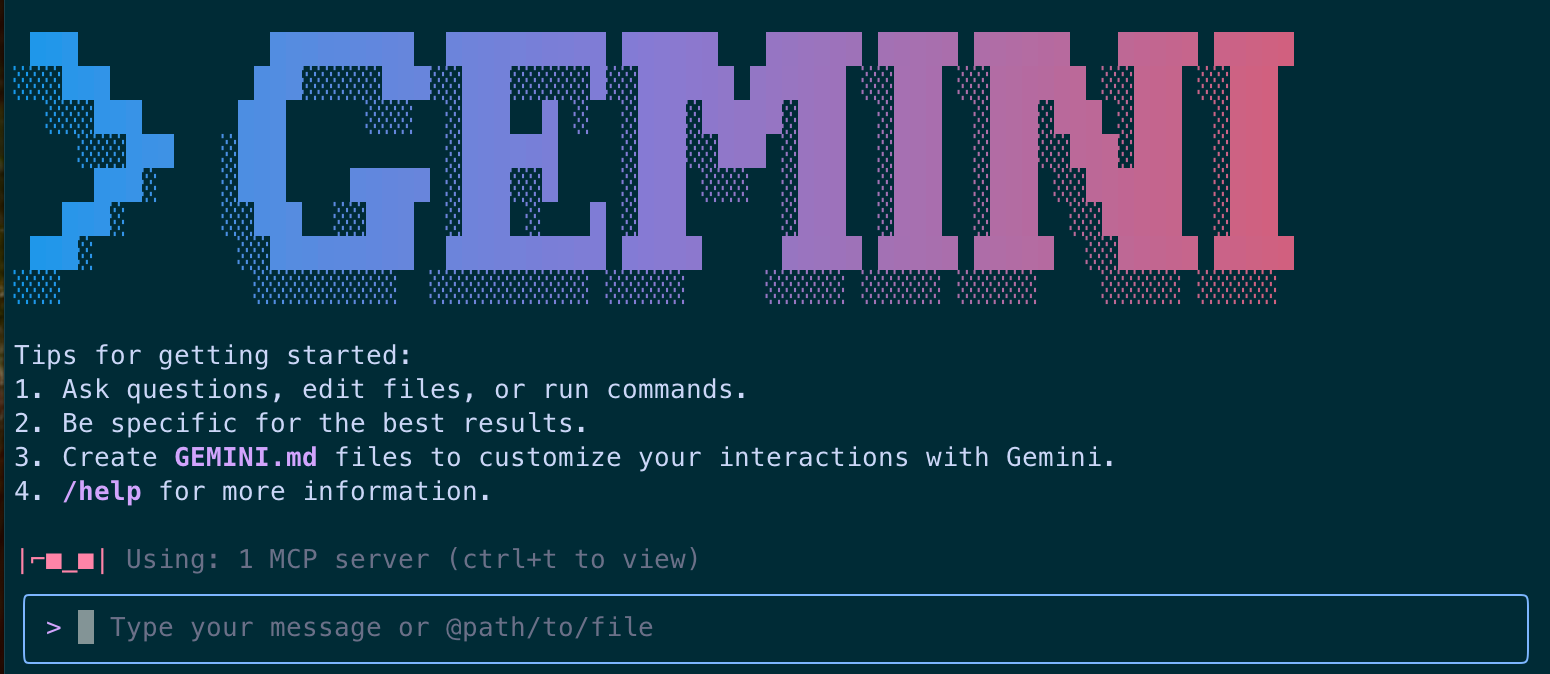 > GEMINI
Tips for getting started:
1. Ask questions, edit files, or run commands.
2. Be specific for the best results.
3. Create GEMINI.md files to customize your interactions with Gemini.
4. /help for more information.
|⌐■_■| Using: 1 MCP server (ctrl+t to view)
> Type your message or @path/to/file